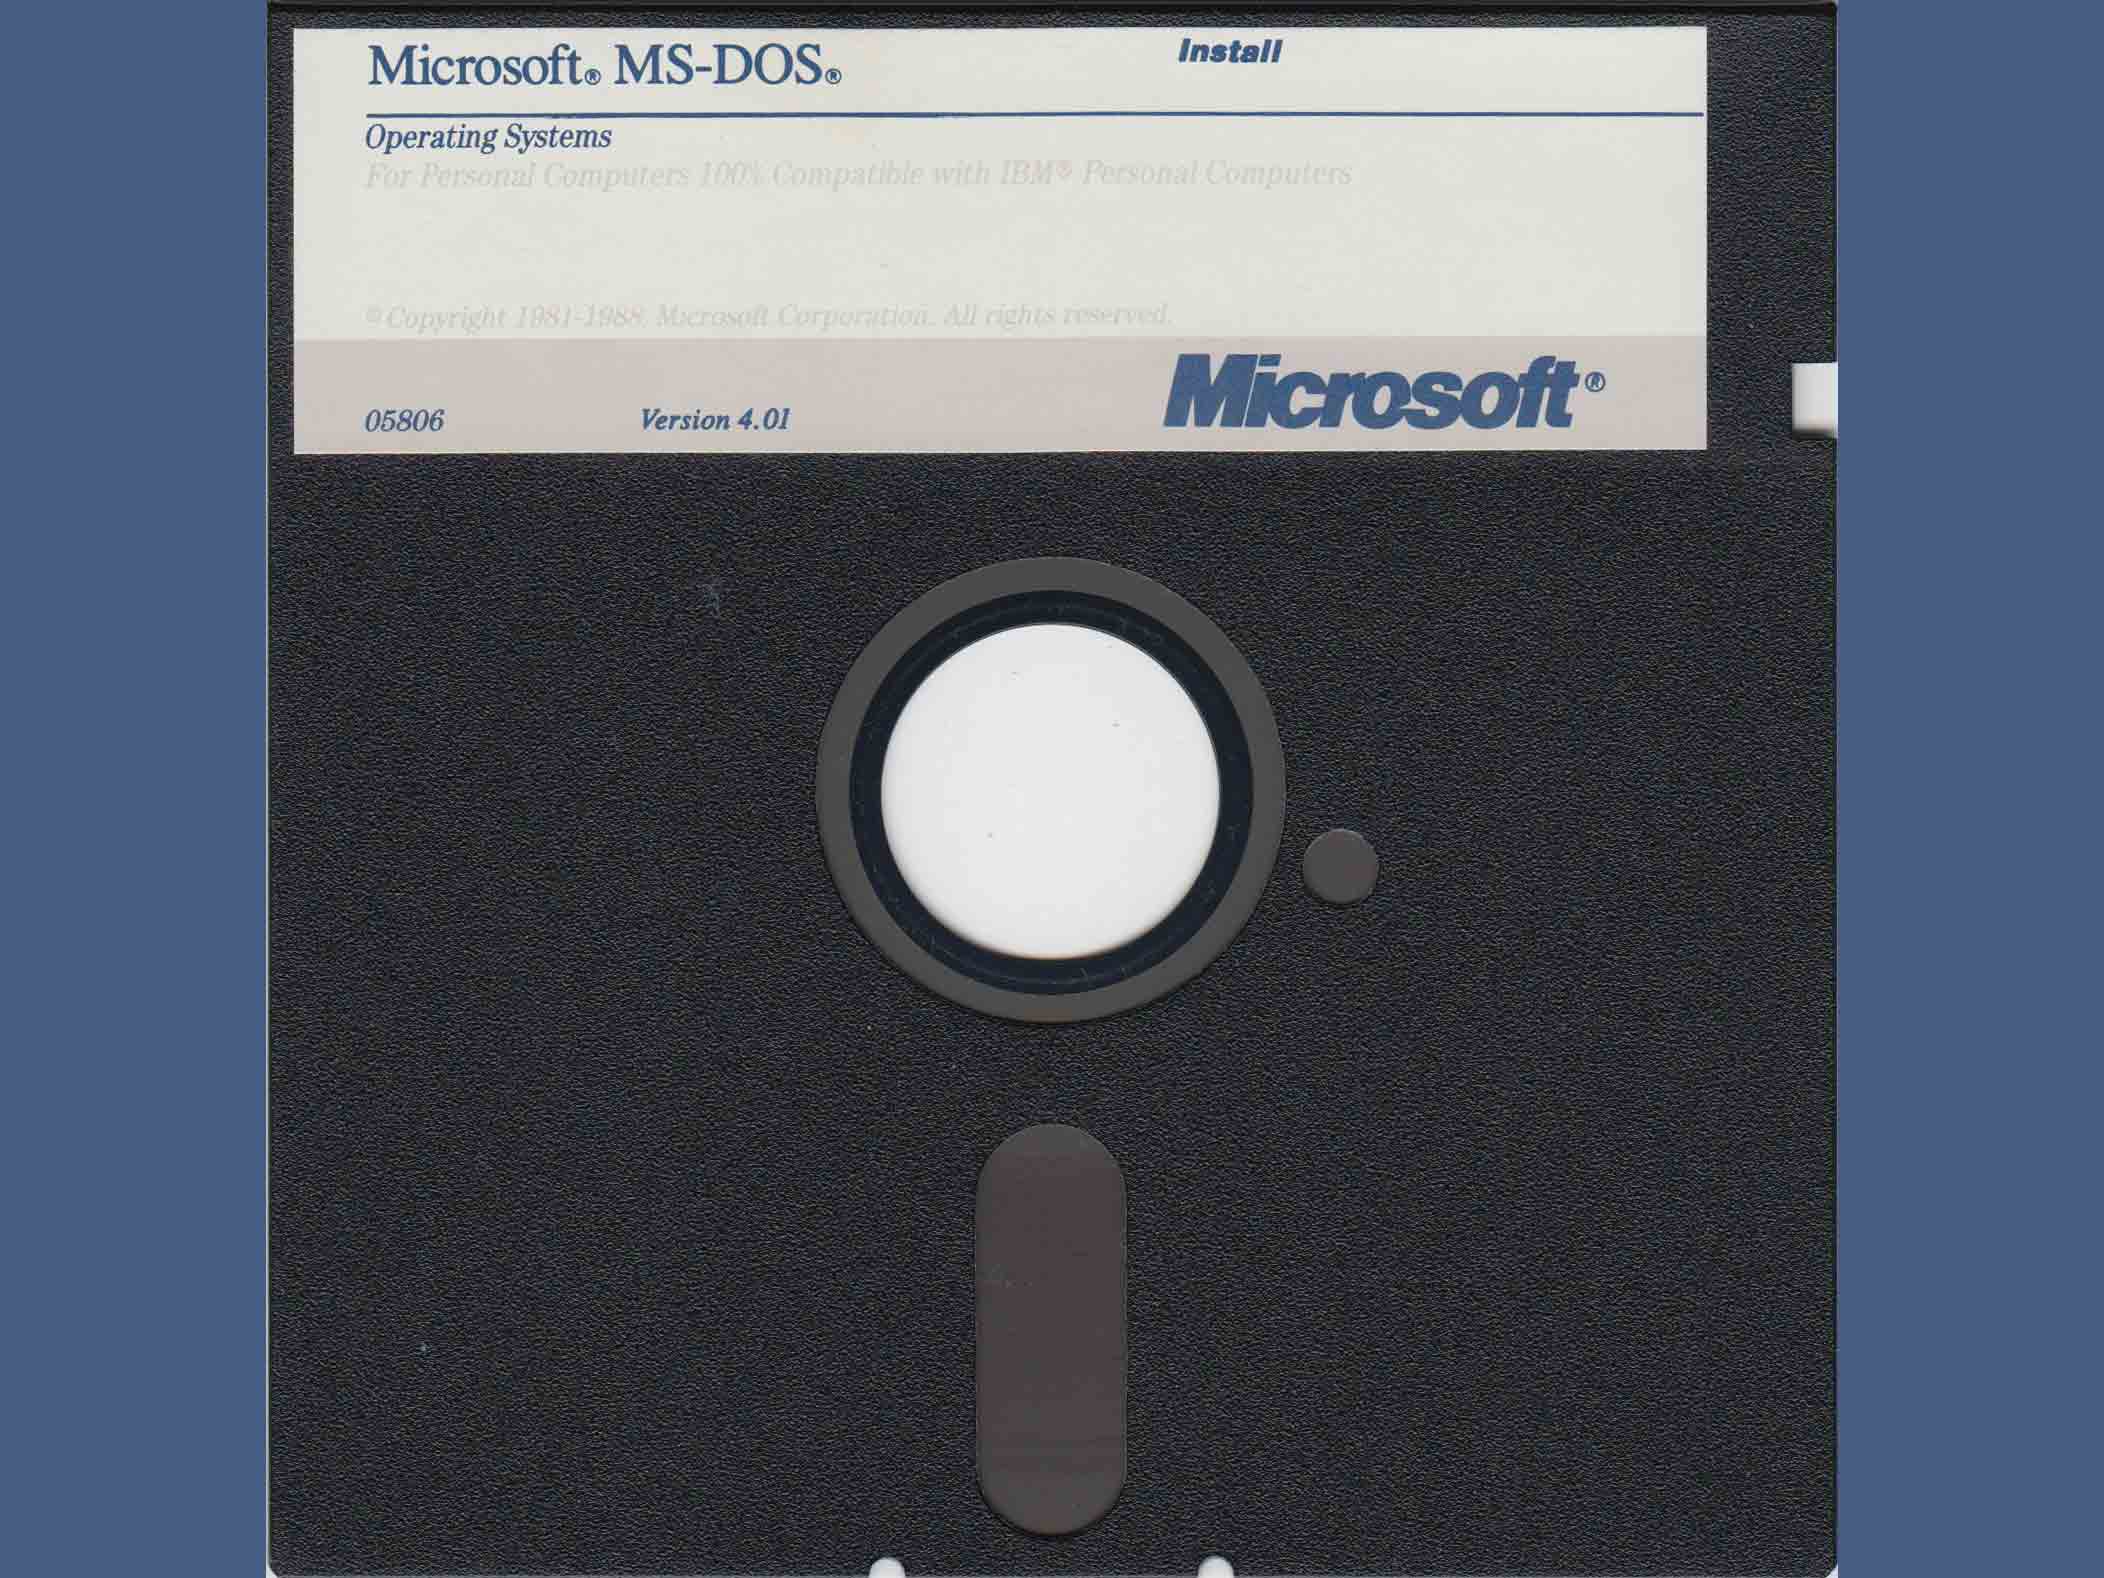 Microsoft® MS-DOS®
Install
Operating Systems
For Personal Computers 100% Compatible with IBM® Personal Computers
© Copyright 1981-1988. Microsoft Corporation. All rights reserved.
05806
Version 4.01
Microsoft®